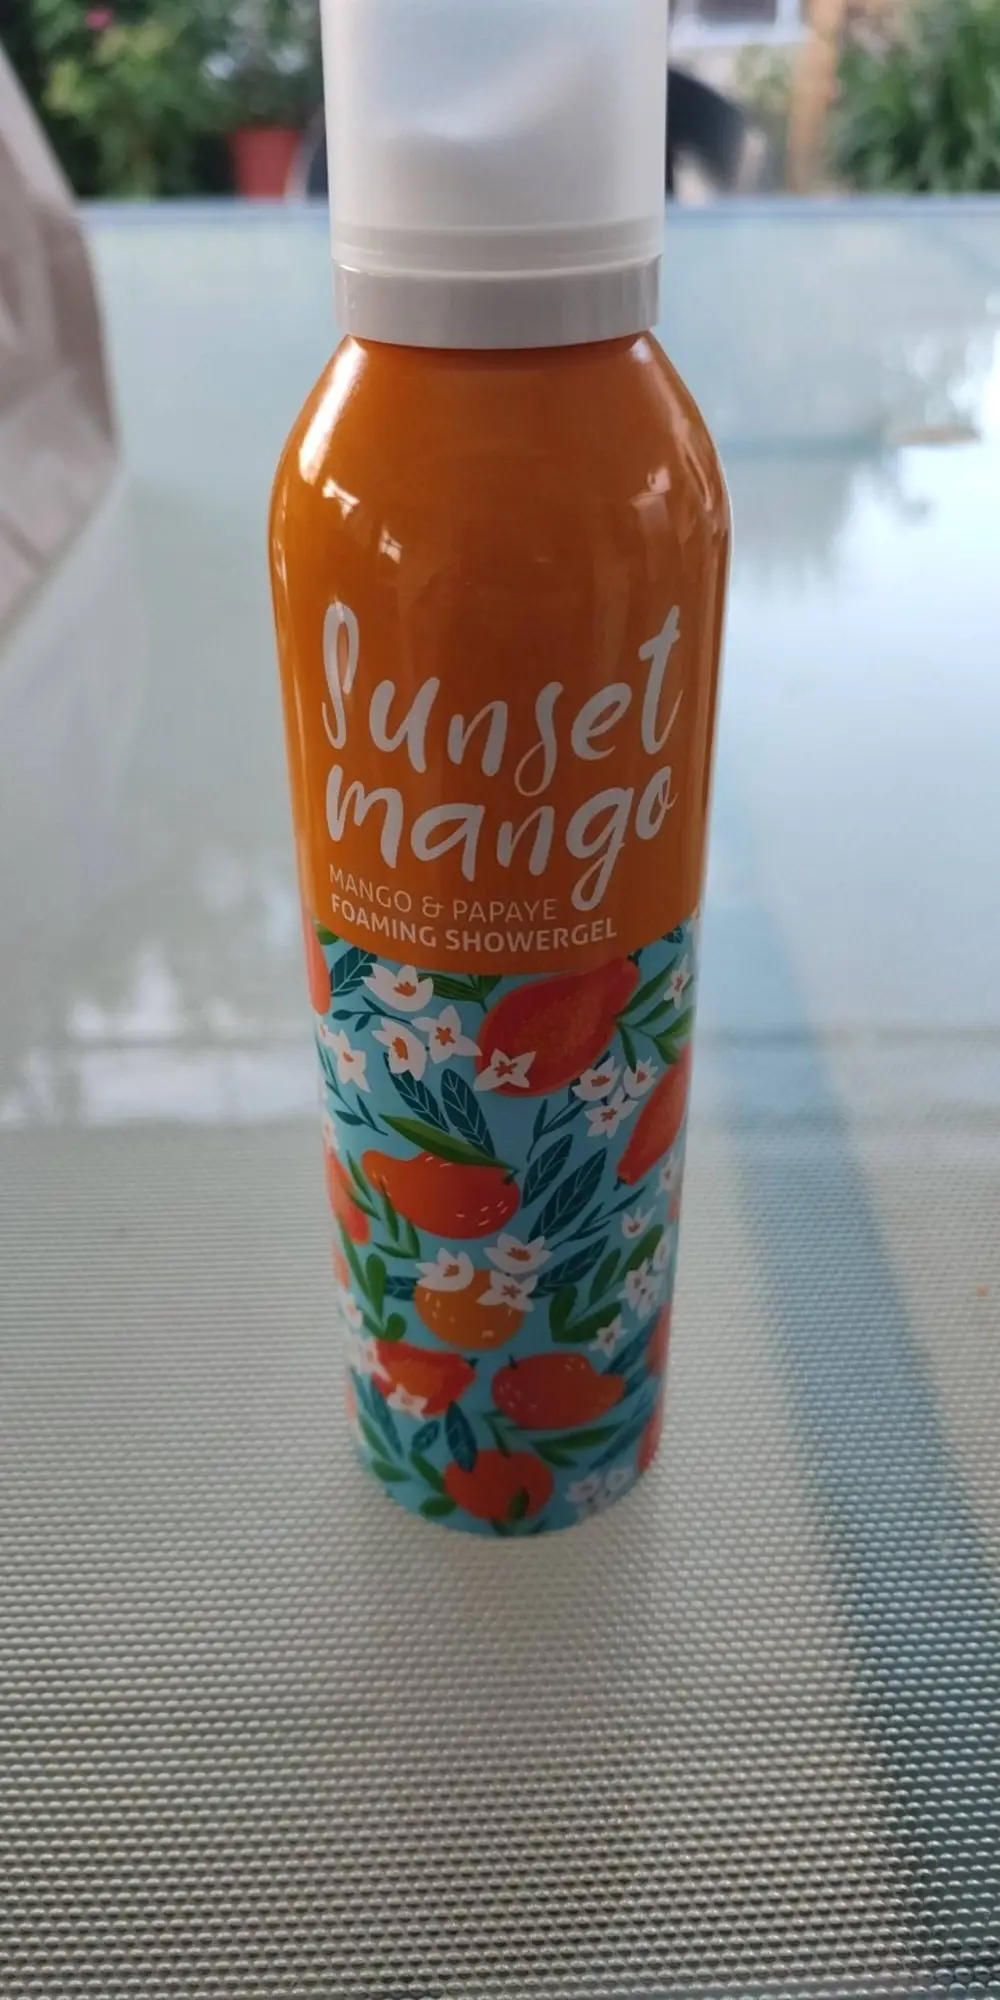 Sunset
mango
MANGO & PAPAYE
FOAMING SHOWERGEL